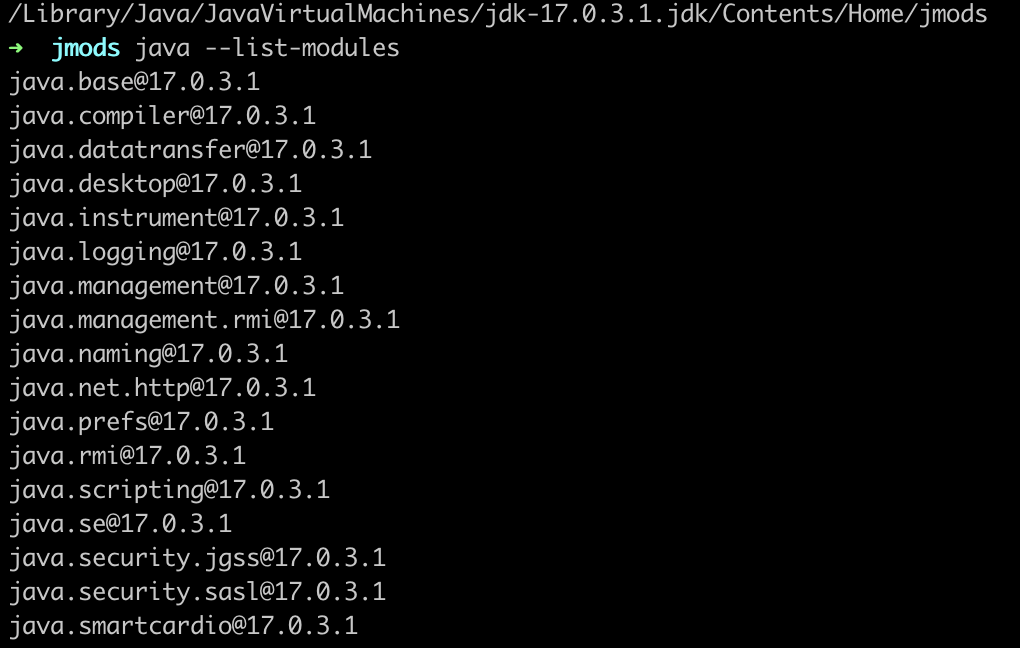 /Library/Java/JavaVirtualMachines/jdk-17.0.3.1.jdk/Contents/Home/jmods
→ jmods java --list-modules
java.base@17.0.3.1
java.compiler@17.0.3.1
java.datatransfer@17.0.3.1
java.desktop@17.0.3.1
java.instrument@17.0.3.1
java.logging@17.0.3.1
java.management@17.0.3.1
java.management.rmi@17.0.3.1
java.naming@17.0.3.1
java.net.http@17.0.3.1
java.prefs@17.0.3.1
java.rmi@17.0.3.1
java.scripting@17.0.3.1
java.se@17.0.3.1
java.security.jgss@17.0.3.1
java.security.sasl@17.0.3.1
java.smartcardio@17.0.3.1